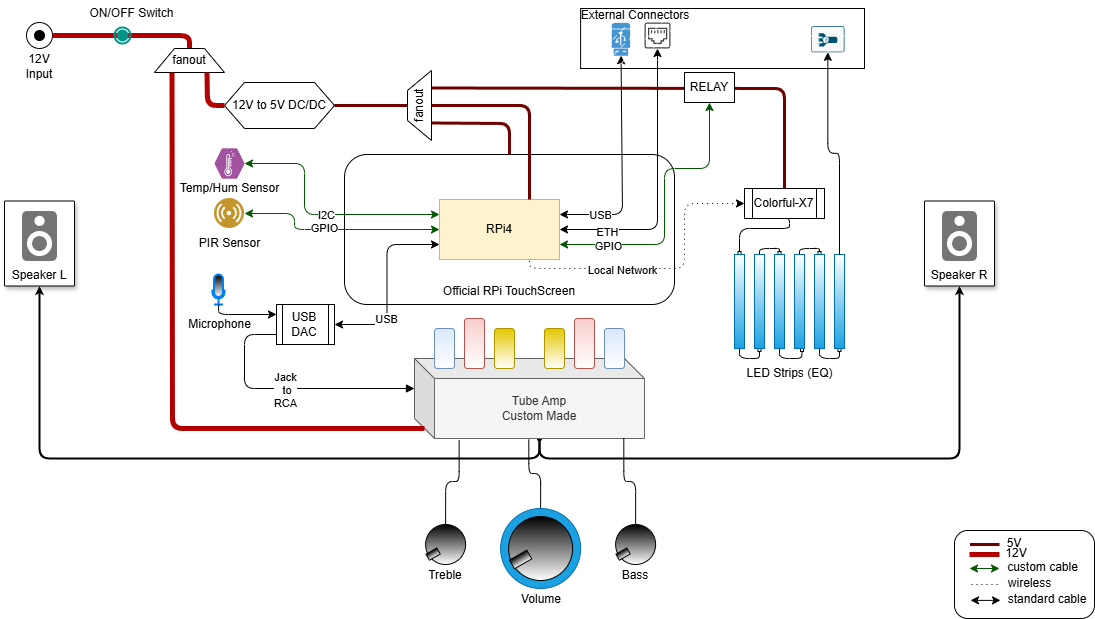 ON/OFF Switch
External Connectors
12V
Input
fanout
12V to 5V DC/DC
fanout
RELAY
Temp/Hum Sensor
I2C
GPIO
PIR Sensor
RPi4
USB
ETH
GPIO
Local Network
Colorful-X7
Official RPi TouchScreen
Speaker L
Speaker R
Microphone
USB
DAC
USB
LED Strips (EQ)
Jack
to
RCA
Tube Amp
Custom Made
Treble
Volume
Bass
5V
12V
custom cable
wireless
standard cable